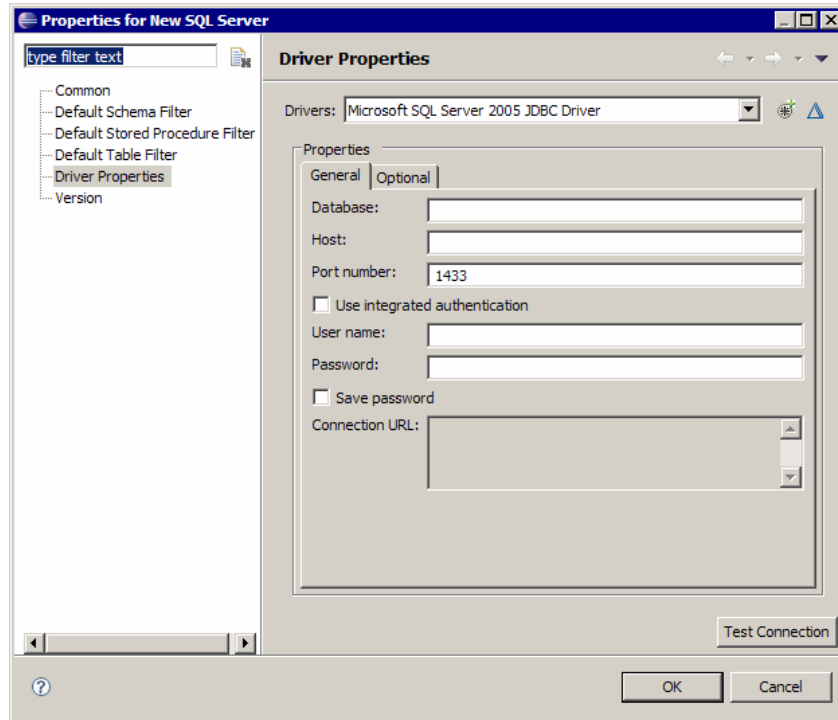 Properties for New SQL Server
type filter text
Common
Default Schema Filter
Default Stored Procedure Filter
Default Table Filter
Driver Properties
Version
Driver Properties
Drivers: Microsoft SQL Server 2005 JDBC Driver
Properties
General Optional
Database:
Host:
Port number: 1433
Use integrated authentication
User name:
Password:
Save password
Connection URL:
Test Connection
OK Cancel